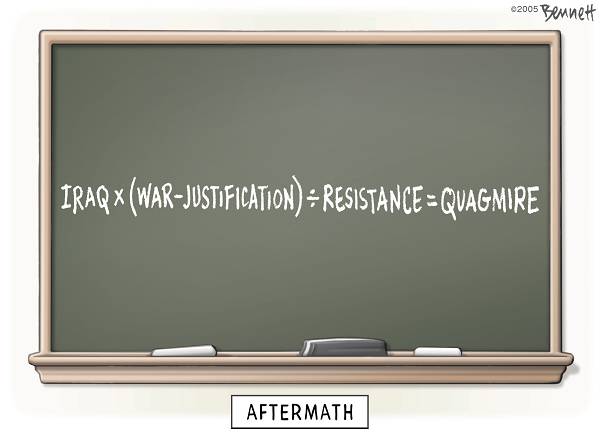 ©2005 Bennett
IRAQ × (WAR-JUSTIFICATION) ÷ RESISTANCE = QUAGMIRE
AFTERMATH